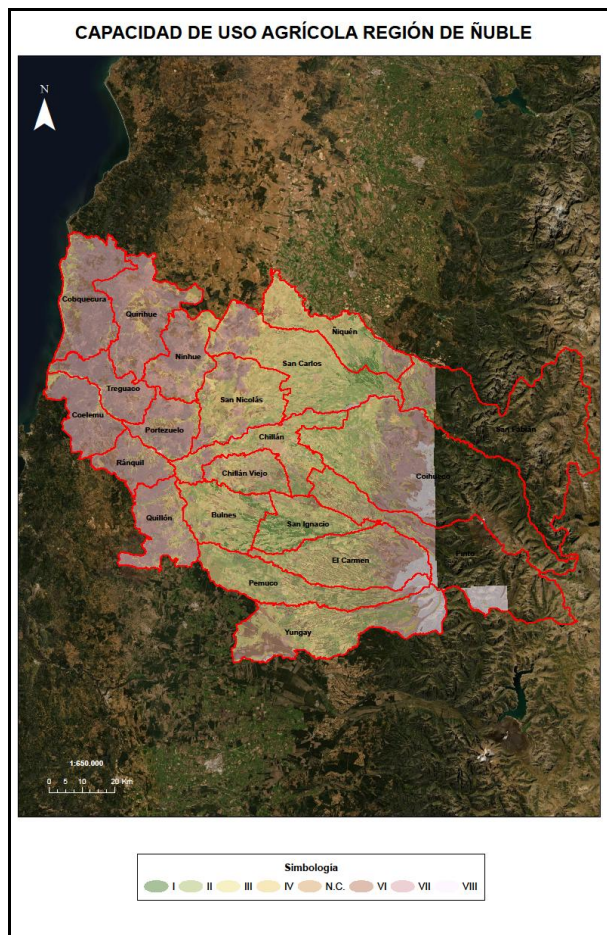 CAPACIDAD DE USO AGRÍCOLA REGIÓN DE ÑUBLE
N
Cobquecura
Quirihue
Ñiquén
Ninhue
San Carlos
Treguaco
San Nicolás
Coelemu
Portezuelo
Chillán
San Fabián
Ránquil
Chillán Viejo
Coihueco
Quillón
Bulnes
San Ignacio
El Carmen
Pinto
Pemuco
Yungay
1:650.000
0 5 10 20 Km
Simbología
I II III IV N.C. VI VII VIII